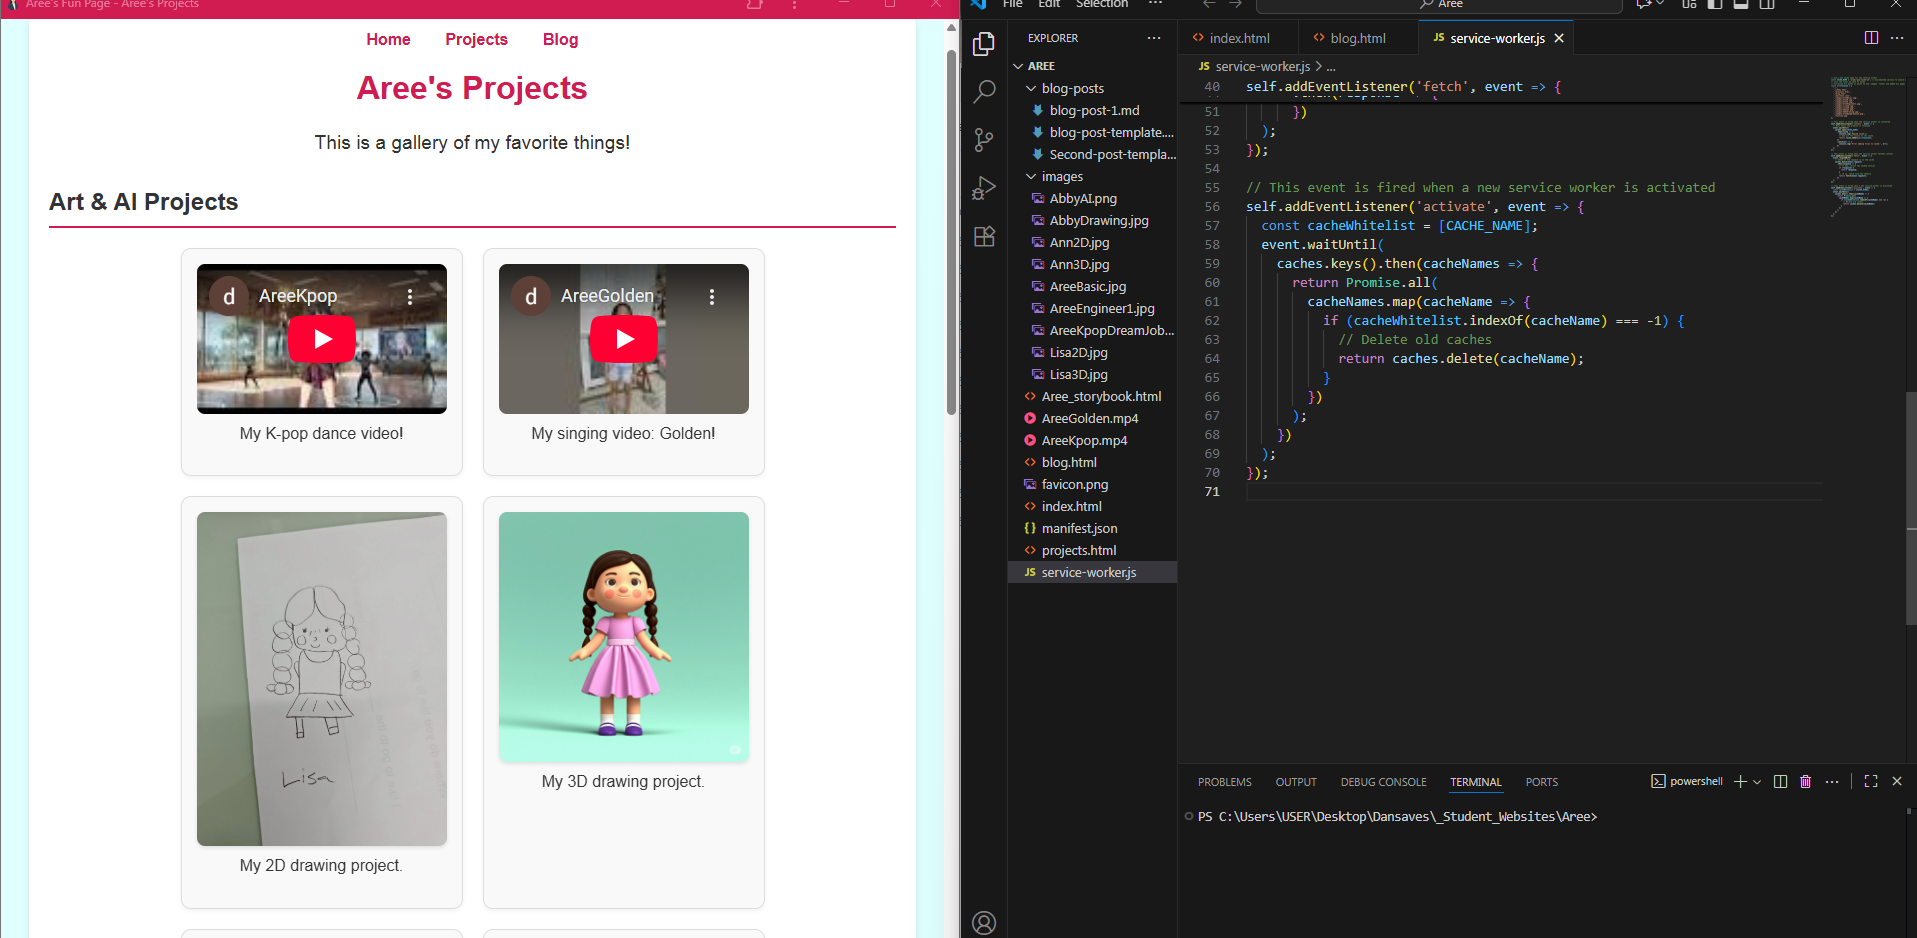 Aree's Fun Page - Aree's Projects
Home Projects Blog
Aree's Projects
This is a gallery of my favorite things!
Art & AI Projects
d AreeKpop
My K-pop dance video!
d AreeGolden
My singing video: Golden!
Lisa
My 2D drawing project.
My 3D drawing project.
File Edit Selection ···
Aree
EXPLORER ···
AREE
blog-posts
blog-post-1.md
blog-post-template....
Second-post-templa...
images
AbbyAI.png
AbbyDrawing.jpg
Ann2D.jpg
Ann3D.jpg
AreeBasic.jpg
AreeEngineer1.jpg
AreeKpopDreamJob...
Lisa2D.jpg
Lisa3D.jpg
Aree_storybook.html
AreeGolden.mp4
AreeKpop.mp4
blog.html
favicon.png
index.html
manifest.json
projects.html
JS service-worker.js
index.html blog.html JS service-worker.js
JS service-worker.js > ...
40 self.addEventListener('fetch', event => {
51 })
52 );
53 });
54
55 // This event is fired when a new service worker is activated
56 self.addEventListener('activate', event => {
57 const cacheWhitelist = [CACHE_NAME];
58 event.waitUntil(
59 caches.keys().then(cacheNames => {
60 return Promise.all(
61 cacheNames.map(cacheName => {
62 if (cacheWhitelist.indexOf(cacheName) === -1) {
63 // Delete old caches
64 return caches.delete(cacheName);
65 }
66 })
67 );
68 })
69 );
70 });
71
PROBLEMS OUTPUT DEBUG CONSOLE TERMINAL PORTS
powershell
PS C:\Users\USER\Desktop\Dansaves\_Student_Websites\Aree>